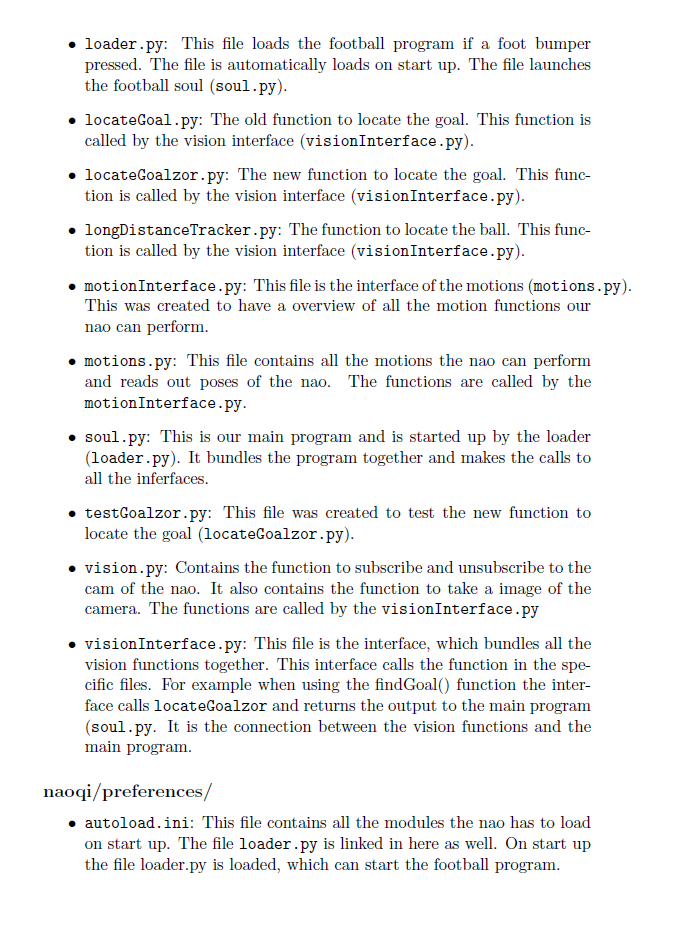 • loader.py: This file loads the football program if a foot bumper
pressed. The file is automatically loads on start up. The file launches
the football soul (soul.py).
• locateGoal.py: The old function to locate the goal. This function is
called by the vision interface (visionInterface.py).
• locateGoalzor.py: The new function to locate the goal. This func-
tion is called by the vision interface (visionInterface.py).
• longDistanceTracker.py: The function to locate the ball. This func-
tion is called by the vision interface (visionInterface.py).
• motionInterface.py: This file is the interface of the motions (motions.py).
This was created to have a overview of all the motion functions our
nao can perform.
• motions.py: This file contains all the motions the nao can perform
and reads out poses of the nao. The functions are called by the
motionInterface.py.
• soul.py: This is our main program and is started up by the loader
(loader.py). It bundles the program together and makes the calls to
all the inferfaces.
• testGoalzor.py: This file was created to test the new function to
locate the goal (locateGoalzor.py).
• vision.py: Contains the function to subscribe and unsubscribe to the
cam of the nao. It also contains the function to take a image of the
camera. The functions are called by the visionInterface.py
• visionInterface.py: This file is the interface, which bundles all the
vision functions together. This interface calls the function in the spe-
cific files. For example when using the findGoal() function the inter-
face calls locateGoalzor and returns the output to the main program
(soul.py. It is the connection between the vision functions and the
main program.
naoqi/preferences/
• autoload.ini: This file contains all the modules the nao has to load
on start up. The file loader.py is linked in here as well. On start up
the file loader.py is loaded, which can start the football program.